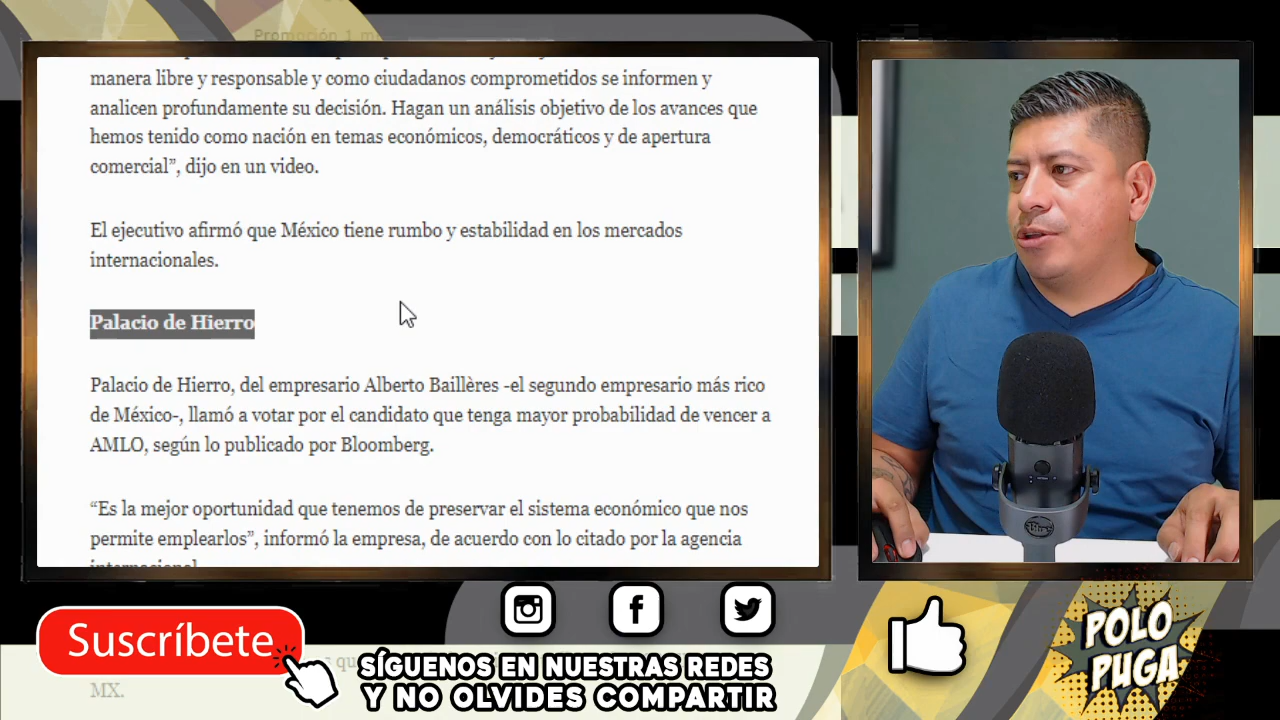 Promoción 1 m
manera libre y responsable y como ciudadanos comprometidos se informen y
analicen profundamente su decisión. Hagan un análisis objetivo de los avances que
hemos tenido como nación en temas económicos, democráticos y de apertura
comercial”, dijo en un video.
El ejecutivo afirmó que México tiene rumbo y estabilidad en los mercados
internacionales.
Palacio de Hierro
Palacio de Hierro, del empresario Alberto Baillères -el segundo empresario más rico
de México-, llamó a votar por el candidato que tenga mayor probabilidad de vencer a
AMLO, según lo publicado por Bloomberg.
“Es la mejor oportunidad que tenemos de preservar el sistema económico que nos
permite emplearlos”, informó la empresa, de acuerdo con lo citado por la agencia
internacional
Suscríbete
SÍGUENOS EN NUESTRAS REDES
Y NO OLVIDES COMPARTIR
MX.
POLO
PUGA